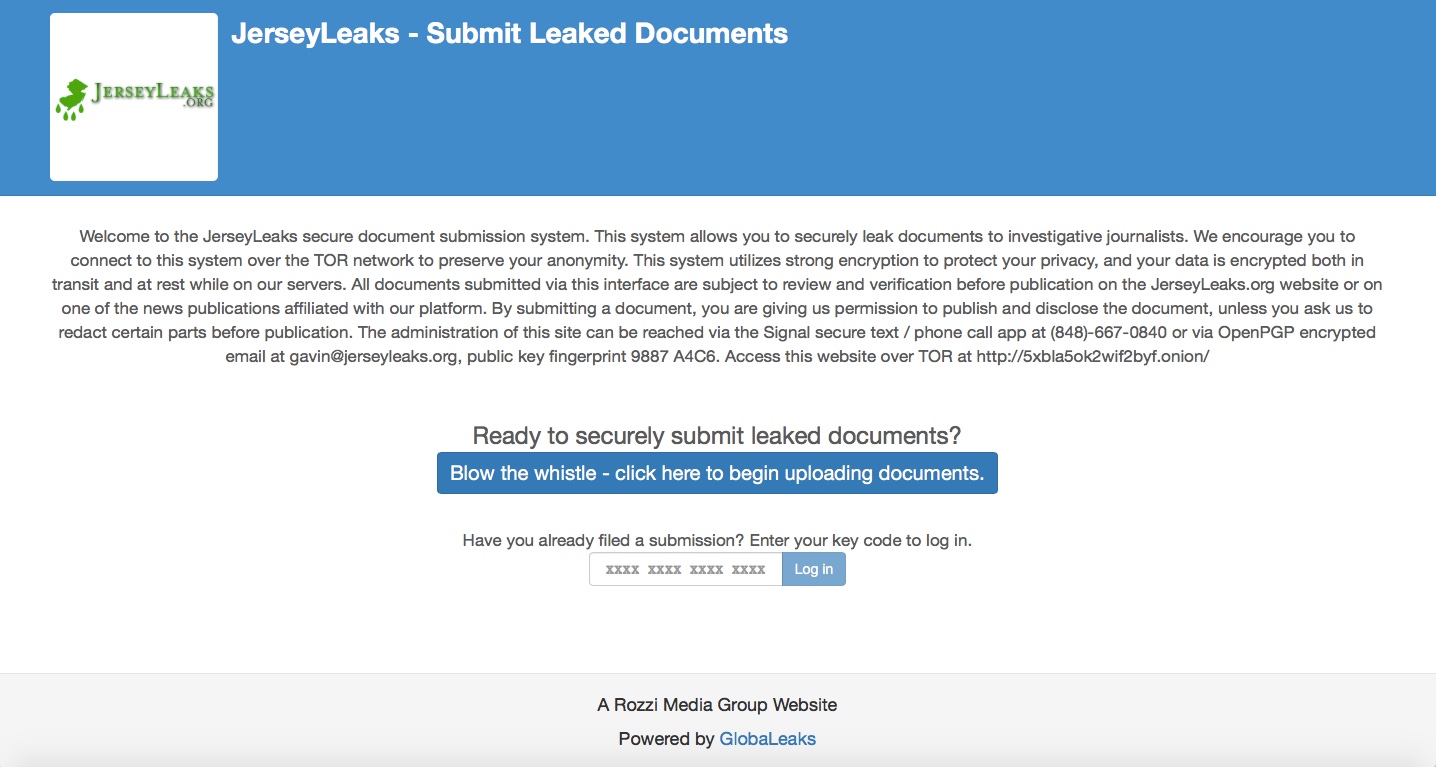 JerseyLeaks - Submit Leaked Documents
JERSEYLEAKS
.ORG
Welcome to the JerseyLeaks secure document submission system. This system allows you to securely leak documents to investigative journalists. We encourage you to
connect to this system over the TOR network to preserve your anonymity. This system utilizes strong encryption to protect your privacy, and your data is encrypted both in
transit and at rest while on our servers. All documents submitted via this interface are subject to review and verification before publication on the JerseyLeaks.org website or on
one of the news publications affiliated with our platform. By submitting a document, you are giving us permission to publish and disclose the document, unless you ask us to
redact certain parts before publication. The administration of this site can be reached via the Signal secure text / phone call app at (848)-667-0840 or via OpenPGP encrypted
email at gavin@jerseyleaks.org, public key fingerprint 9887 A4C6. Access this website over TOR at http://5xbla5ok2wif2byf.onion/
Ready to securely submit leaked documents?
Blow the whistle - click here to begin uploading documents.
Have you already filed a submission? Enter your key code to log in.
xxxx xxxx xxxx xxxx
Log in
A Rozzi Media Group Website
Powered by GlobaLeaks